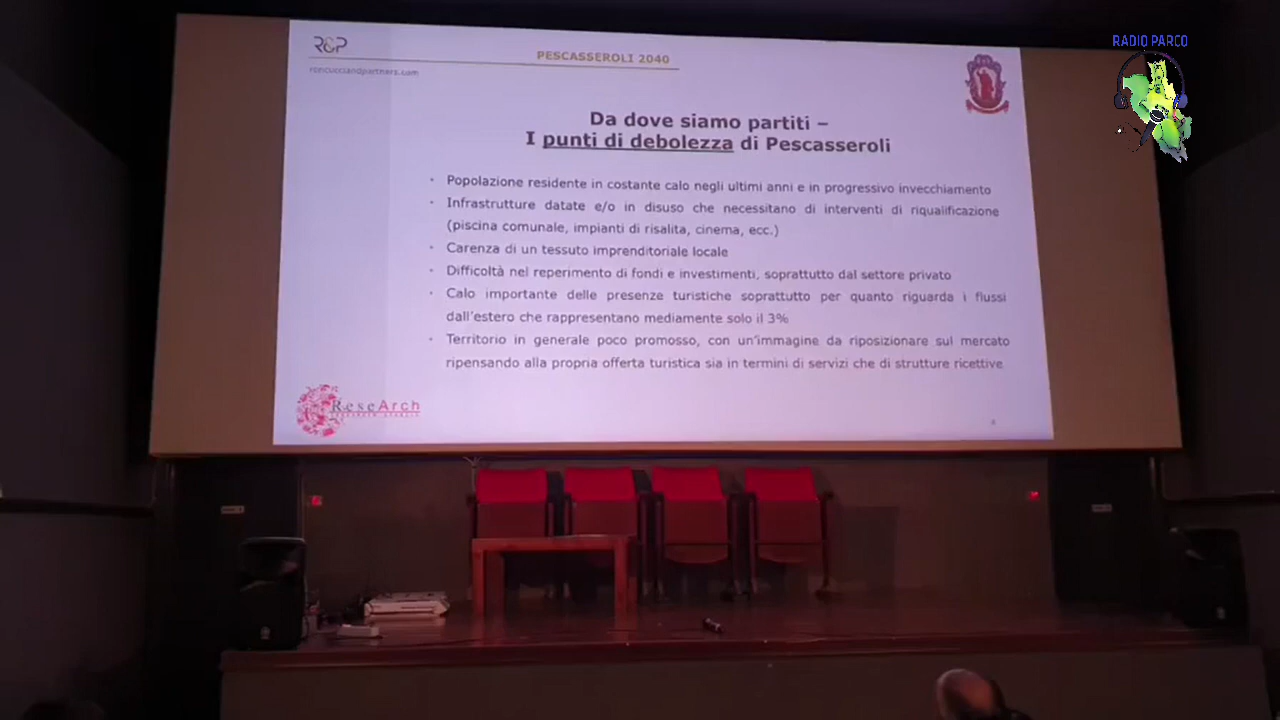 RADIO PARCO
R&P
PESCASSEROLI 2040
roncucciandpartners.com
Da dove siamo partiti –
I punti di debolezza di Pescasseroli
· Popolazione residente in costante calo negli ultimi anni e in progressivo invecchiamento
· Infrastrutture datate e/o in disuso che necessitano di interventi di riqualificazione
(piscina comunale, impianti di risalita, cinema, ecc.)
· Carenza di un tessuto imprenditoriale locale
· Difficoltà nel reperimento di fondi e investimenti, soprattutto dal settore privato
· Calo importante delle presenze turistiche soprattutto per quanto riguarda i flussi
dall'estero che rappresentano mediamente solo il 3%
· Territorio in generale poco promosso, con un'immagine da riposizionare sul mercato
ripensando alla propria offerta turistica sia in termini di servizi che di strutture ricettive
ReseArch